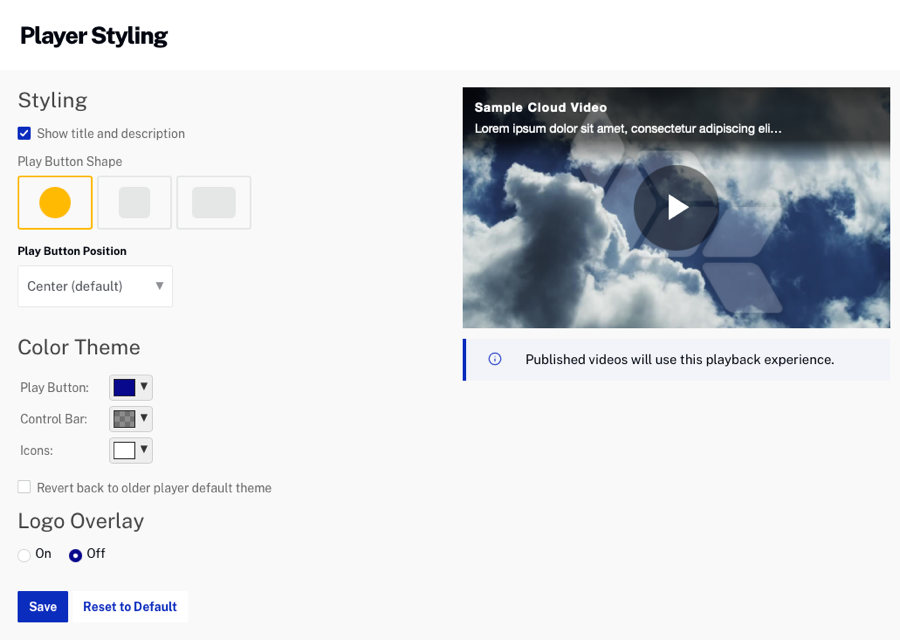 Player Styling
Styling
Show title and description
Play Button Shape
Play Button Position
Center (default)
Color Theme
Play Button:
Control Bar:
Icons:
Revert back to older player default theme
Logo Overlay
On Off
Save Reset to Default
Sample Cloud Video
Lorem ipsum dolor sit amet, consectetur adipiscing eli...
Published videos will use this playback experience.